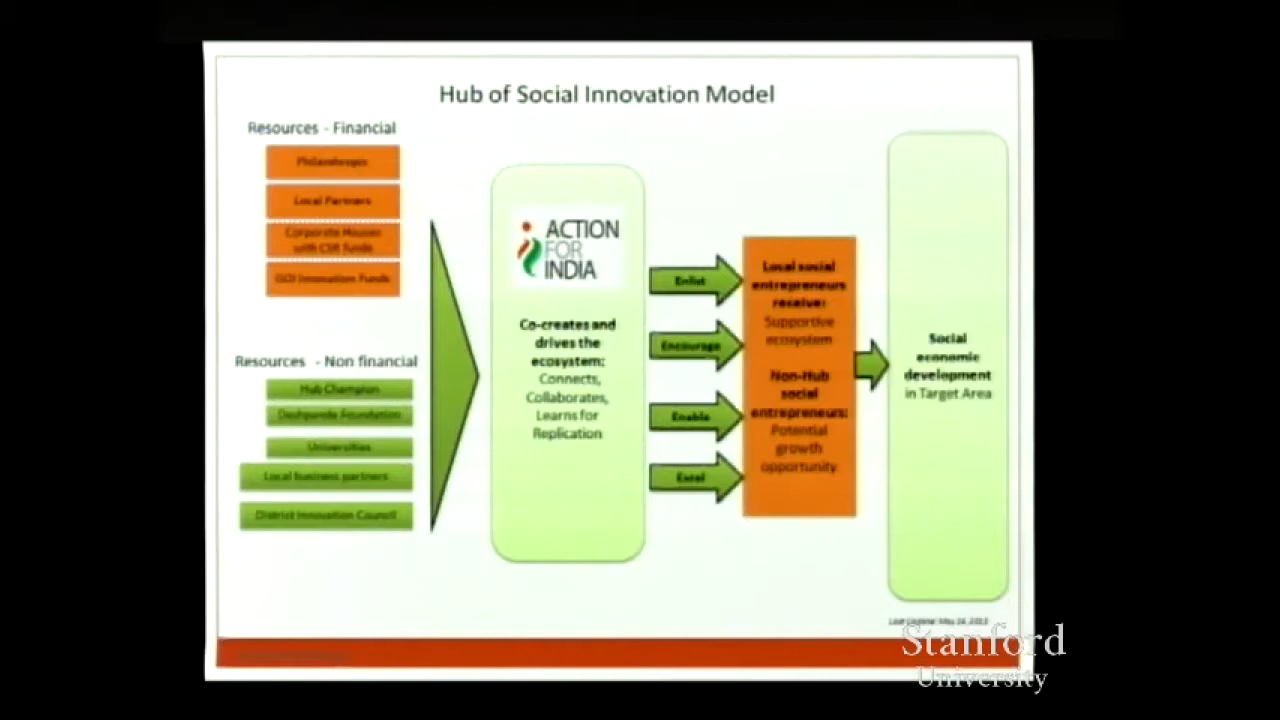 Hub of Social Innovation Model
Resources - Financial
Local Partners
Corporate Houses
with CSR funds
GOI Innovation Funds
Resources - Non financial
Hub Champion
Deshpande Foundation
Universities
Local business partners
District Innovation Council
ACTION
FOR
INDIA
Co-creates and
drives the
ecosystem:
Connects,
Collaborates,
Learns for
Replication
Enlist
Encourage
Enable
Excel
Local social
entrepreneurs
receive:
Supportive
ecosystem
Non-Hub
social
entrepreneurs:
Potential
growth
opportunity
Social
economic
development
in Target Area
Stanford
University